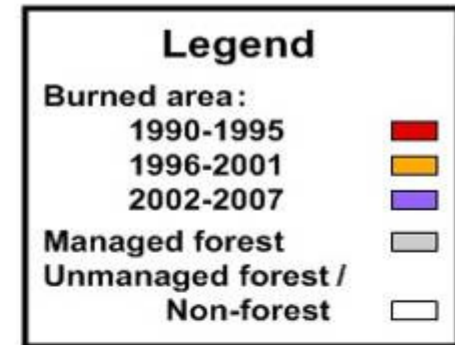 Legend
Burned area:
1990-1995
1996-2001
2002-2007
Managed forest
Unmanaged forest /
Non-forest